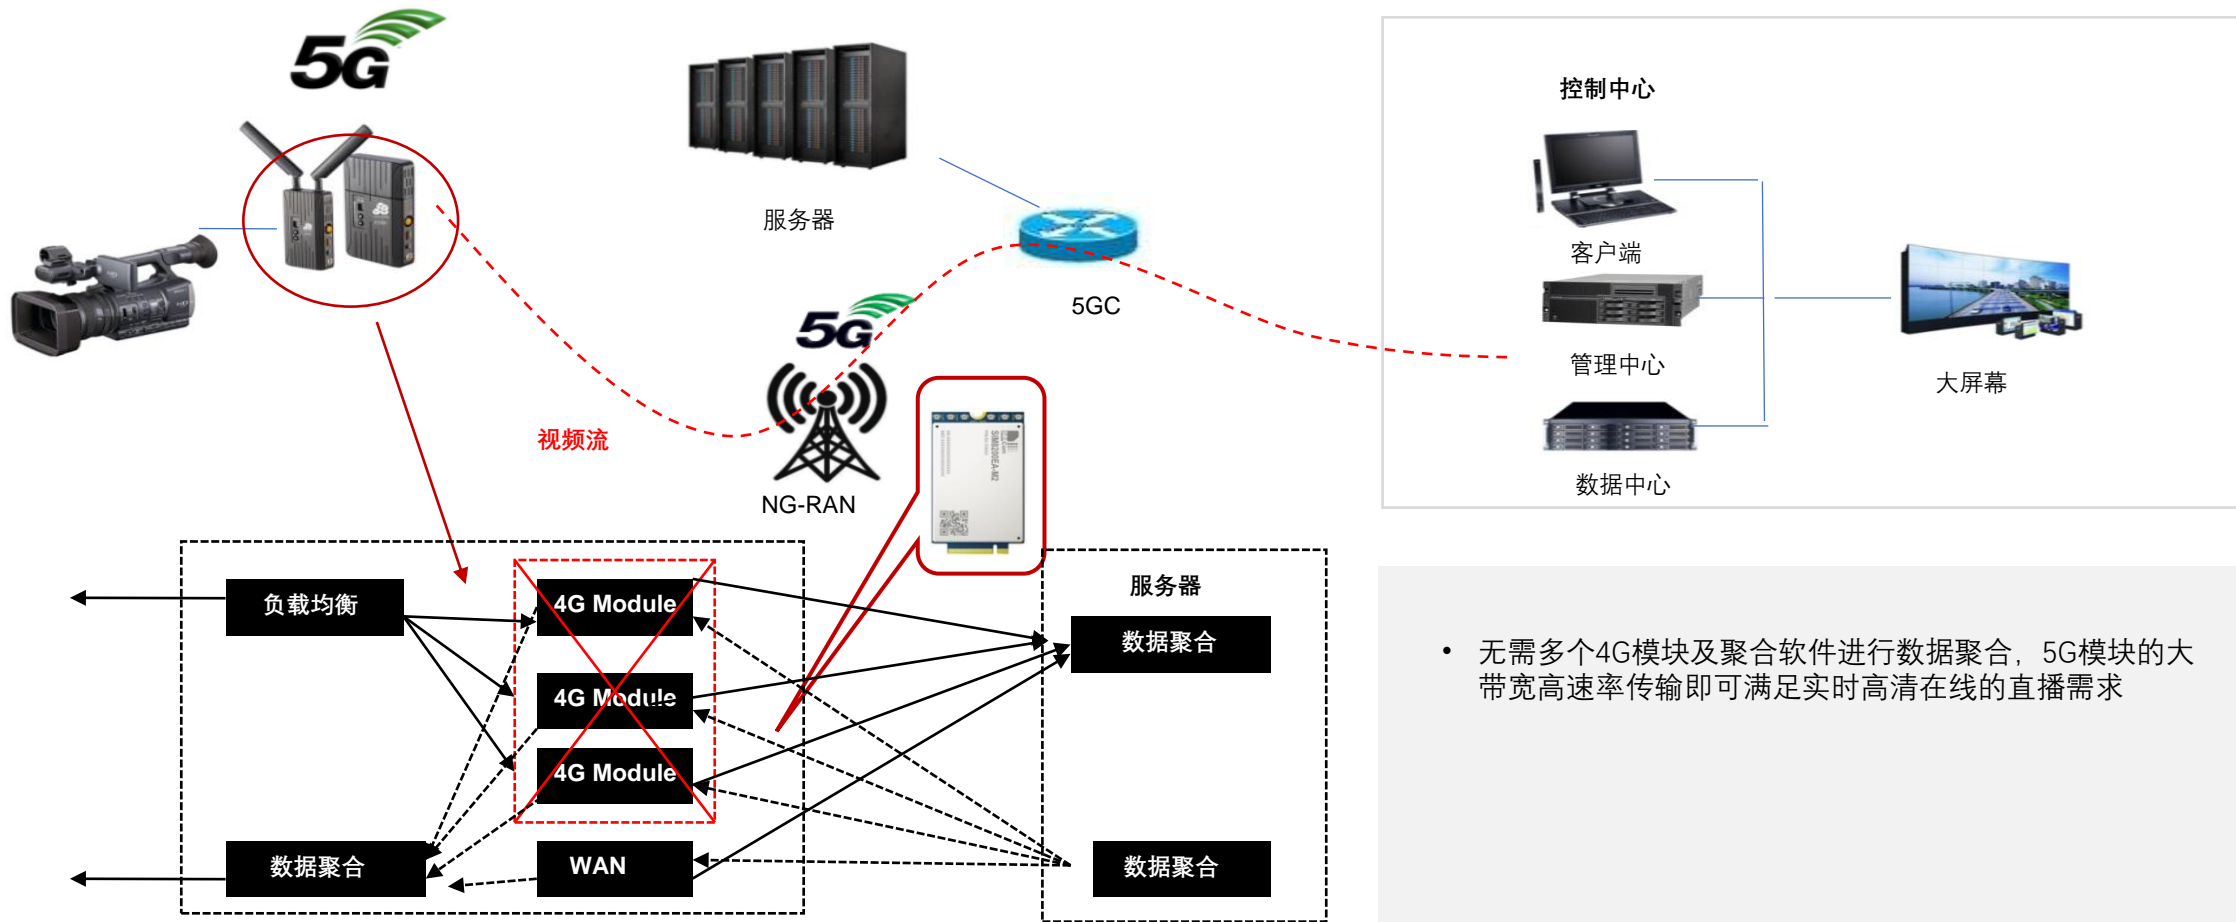 5G
控制中心
服务器
客户端
5GC
5G
管理中心
大屏幕
视频流
SIM8200EA-M2
数据中心
NG-RAN
服务器
负载均衡
4G Module
数据聚合
4G Module
4G Module
数据聚合
WAN
数据聚合
• 无需多个4G模块及聚合软件进行数据聚合，5G模块的大
带宽高速率传输即可满足实时高清在线的直播需求